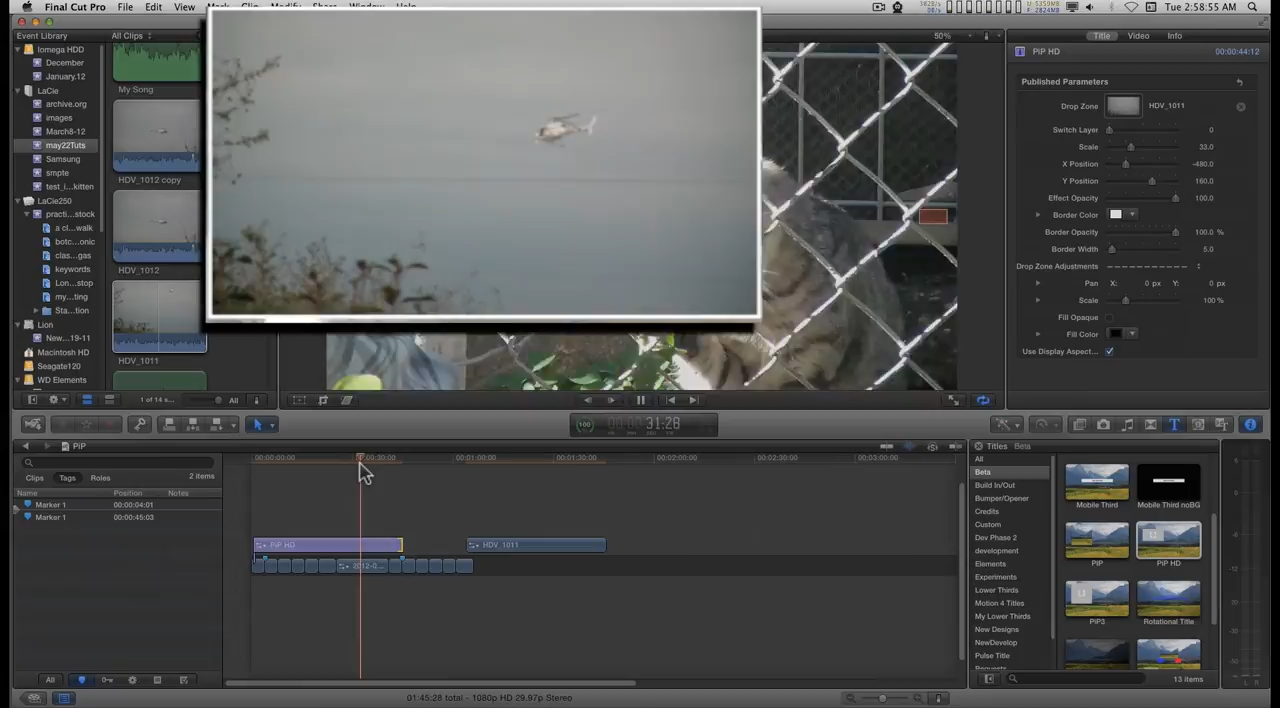 Final Cut Pro File Edit View Mark Clip Modify Share Window Help Tue 2:58:55 AM
Event Library All Clips 50% Title Video Info
Iomega HDD
December
January.12
LaCie
archive.org
images
March8-12
may22Tuts
Samsung
smpte
test_i...kitten
LaCie250
practi...stock
a cl...walk
botc...onic
clas...gas
keywords
Lon...stop
my...ting
Sta...tion
Lion
New...19-11
Macintosh HD
Seagate120
WD Elements
My Song
HDV_1012 copy
HDV_1012
HDV_1011
1 of 14 s...
All
PiP HD 00:00:44:12
Published Parameters
Drop Zone HDV_1011
Switch Layer 0
Scale 33.0
X Position -480.0
Y Position 160.0
Effect Opacity 100.0
Border Color
Border Opacity 100.0 %
Border Width 5.0
Drop Zone Adjustments
Pan X: 0 px Y: 0 px
Scale 100 %
Fill Opaque
Fill Color
Use Display Aspect...
100 31:28
PiP
Clips Tags Roles 2 items
Name Position Notes
Marker 1 00:00:04:01
Marker 1 00:00:45:03
All
00:00:00:00 00:00:30:00 00:01:00:00 00:01:30:00 00:02:00:00 00:02:30:00 00:03:00:00
PiP HD HDV_1011
2012-0...
Titles Beta
All
Beta
Build In/Out
Bumper/Opener
Credits
Custom
Dev Phase 2
development
Elements
Experiments
Lower Thirds
Motion 4 Titles
My Lower Thirds
New Designs
NewDevelop
Pulse Title
Mobile Third Mobile Third noBG
PiP PiP HD
PiP3 Rotational Title
13 items
01:45:28 total - 1080p HD 29.97p Stereo